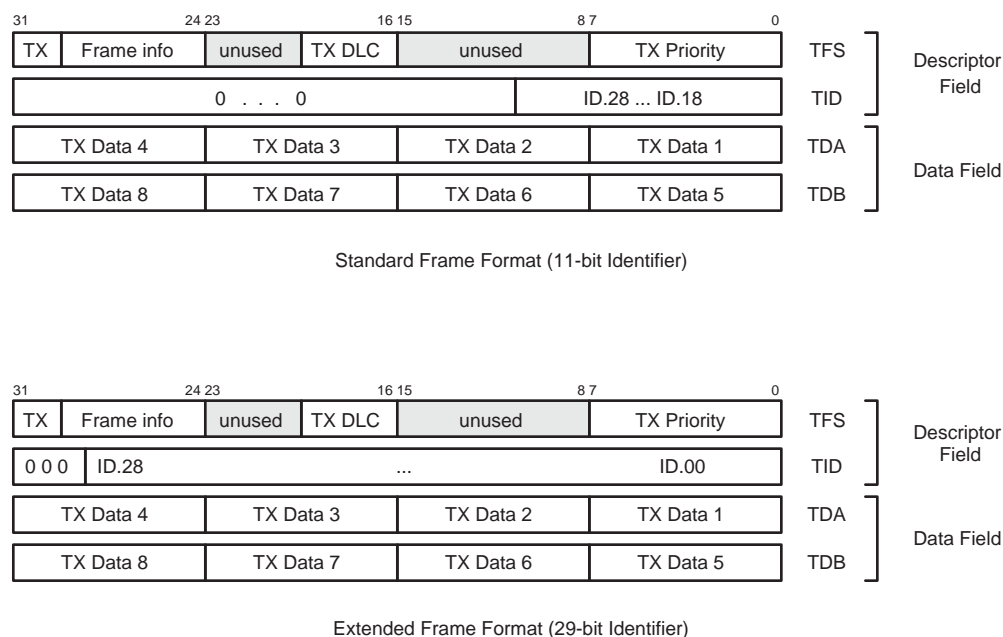 31 24 23 16 15 8 7 0
TX Frame info unused TX DLC unused TX Priority TFS
0 . . . 0 ID.28 ... ID.18 TID
Descriptor
Field
TX Data 4 TX Data 3 TX Data 2 TX Data 1 TDA
TX Data 8 TX Data 7 TX Data 6 TX Data 5 TDB
Data Field
Standard Frame Format (11-bit Identifier)
31 24 23 16 15 8 7 0
TX Frame info unused TX DLC unused TX Priority TFS
0 0 0 ID.28 ... ID.00 TID
Descriptor
Field
TX Data 4 TX Data 3 TX Data 2 TX Data 1 TDA
TX Data 8 TX Data 7 TX Data 6 TX Data 5 TDB
Data Field
Extended Frame Format (29-bit Identifier)